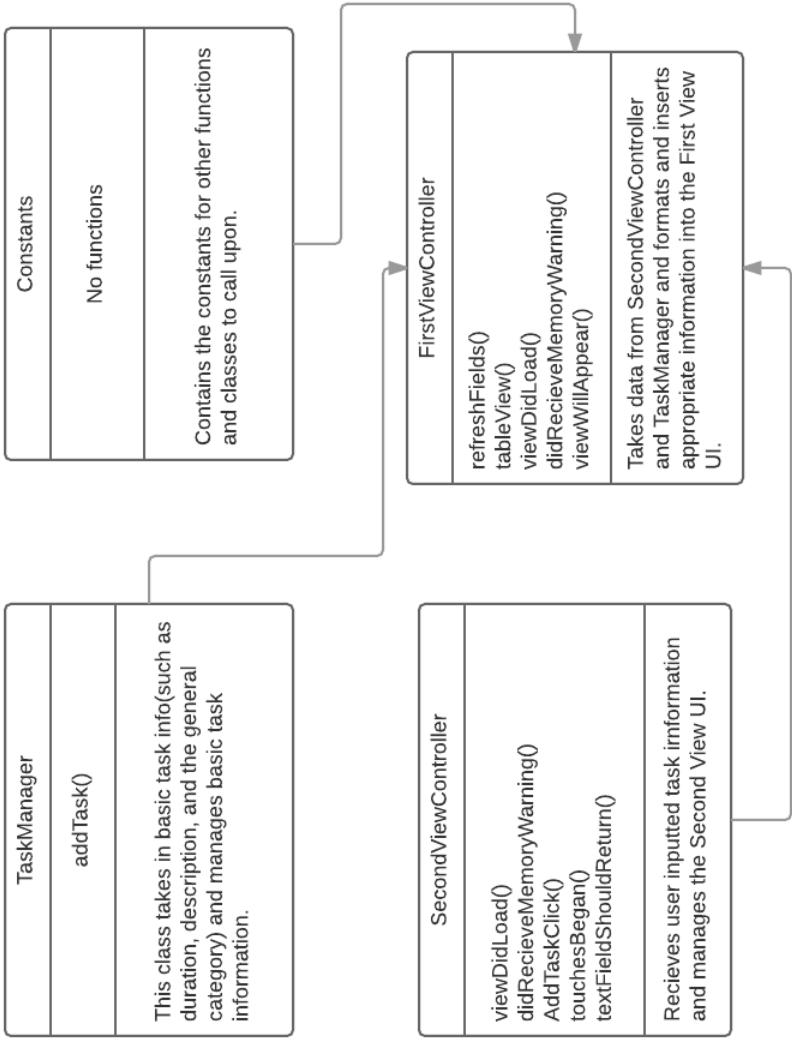 TaskManager
addTask()
This class takes in basic task info(such as
duration, description, and the general
category) and manages basic task
information.
Constants
No functions
Contains the constants for other functions
and classes to call upon.
SecondViewController
viewDidLoad()
didRecieveMemoryWarning()
AddTaskClick()
touchesBegan()
textFieldShouldReturn()
Recieves user inputted task irnformation
and manages the Second View UI.
FirstViewController
refreshFields()
tableView()
viewDidLoad()
didRecieveMemoryWarning()
viewWillAppear()
Takes data from SecondViewController
and TaskManager and formats and inserts
appropriate information into the First View
UI.